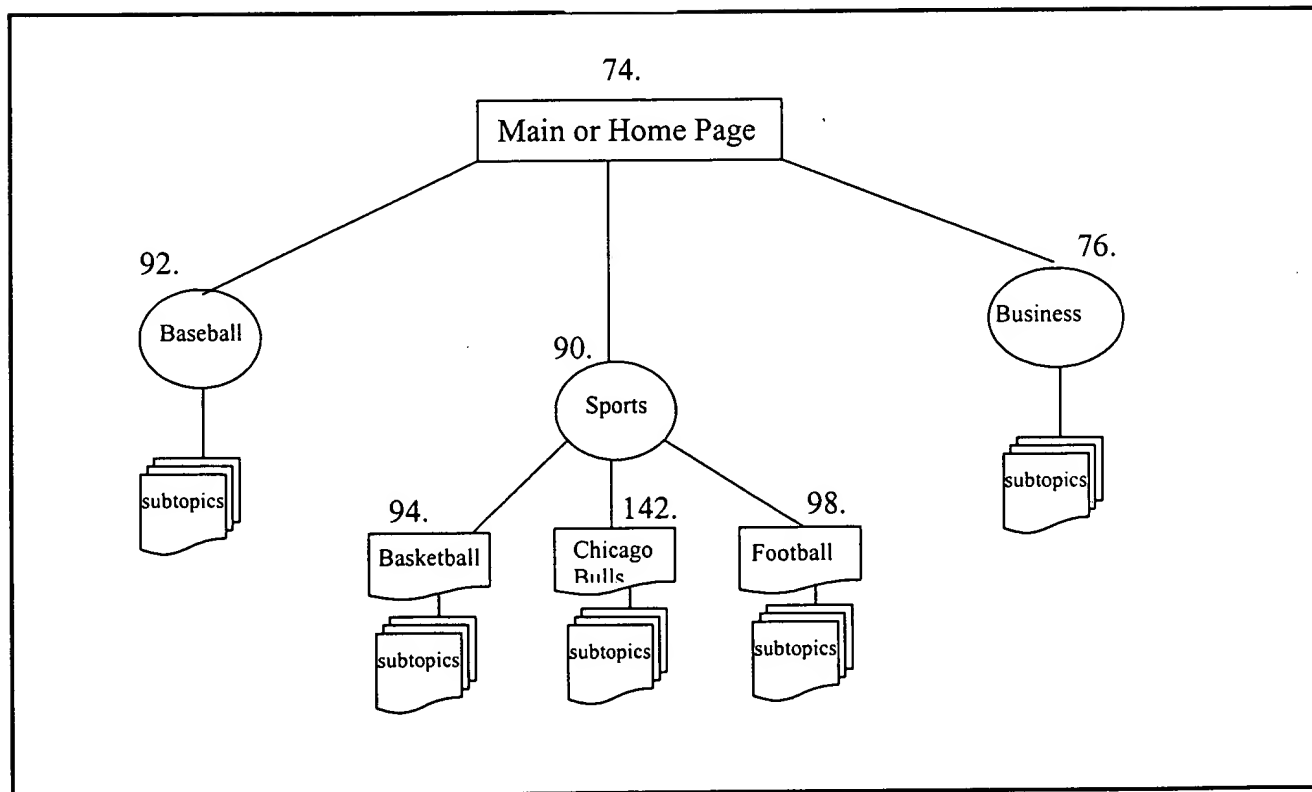 74.
Main or Home Page
92.
76.
Baseball
Business
90.
Sports
subtopics
subtopics
94.
142.
98.
Basketball
Chicago
Bulls
Football
subtopics
subtopics
subtopics